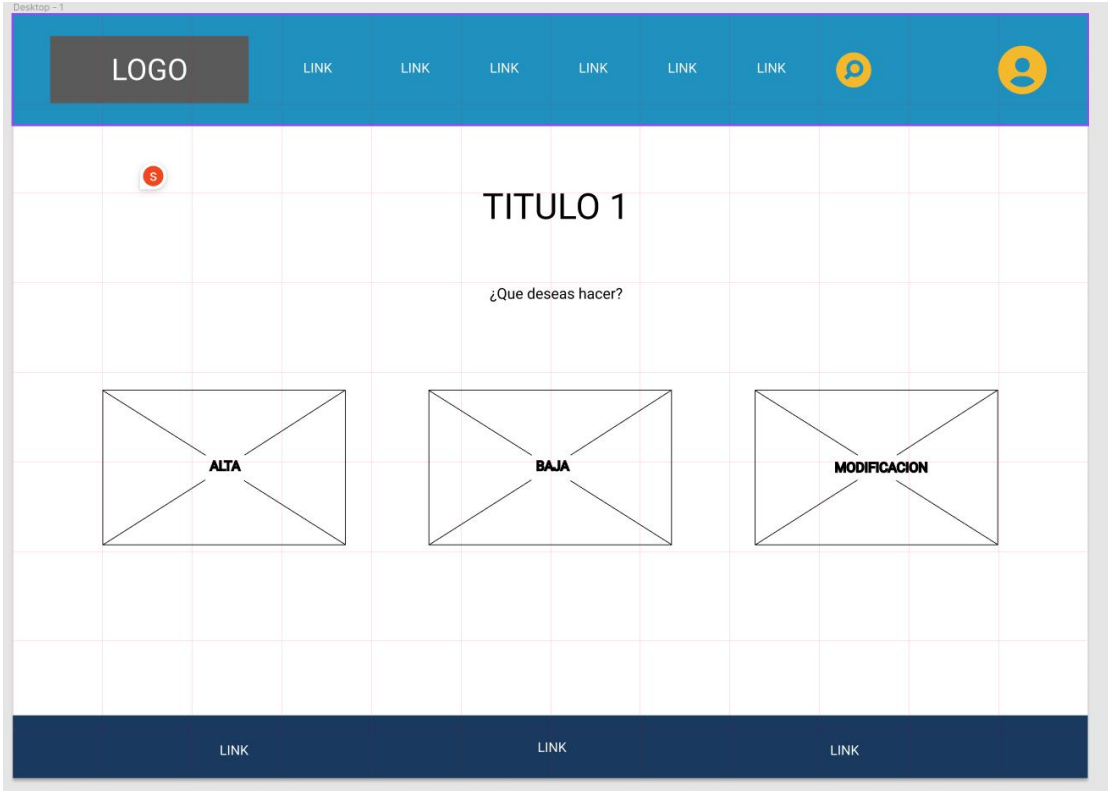 Desktop - 1
LOGO
LINK LINK LINK LINK LINK LINK
S
TITULO 1
¿Que deseas hacer?
ALTA
BAJA
MODIFICACION
LINK LINK LINK